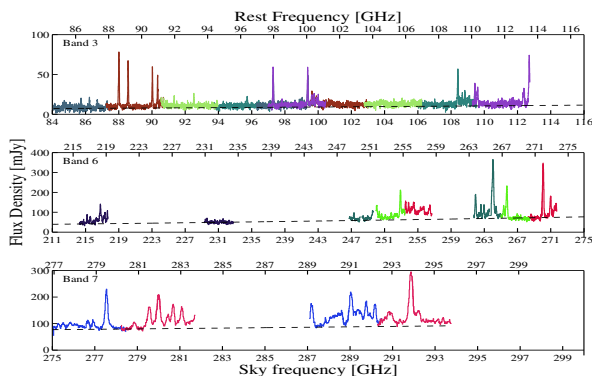 Rest Frequency [GHz]
86 88 90 92 94 96 98 100 102 104 106 108 110 112 114 116
100
Band 3
50
0
84 86 88 90 92 94 96 98 100 102 104 106 108 110 112 114 116
215 219 223 227 231 235 239 243 247 251 255 259 263 267 271 275
400
Band 6
300
200
100
0
211 215 219 223 227 231 235 239 243 247 251 255 259 263 267 271 275
Flux Density [mJy]
277 279 281 283 285 287 289 291 293 295 297 299
300
Band 7
200
100
0
275 277 279 281 283 285 287 289 291 293 295 297 299
Sky frequency [GHz]